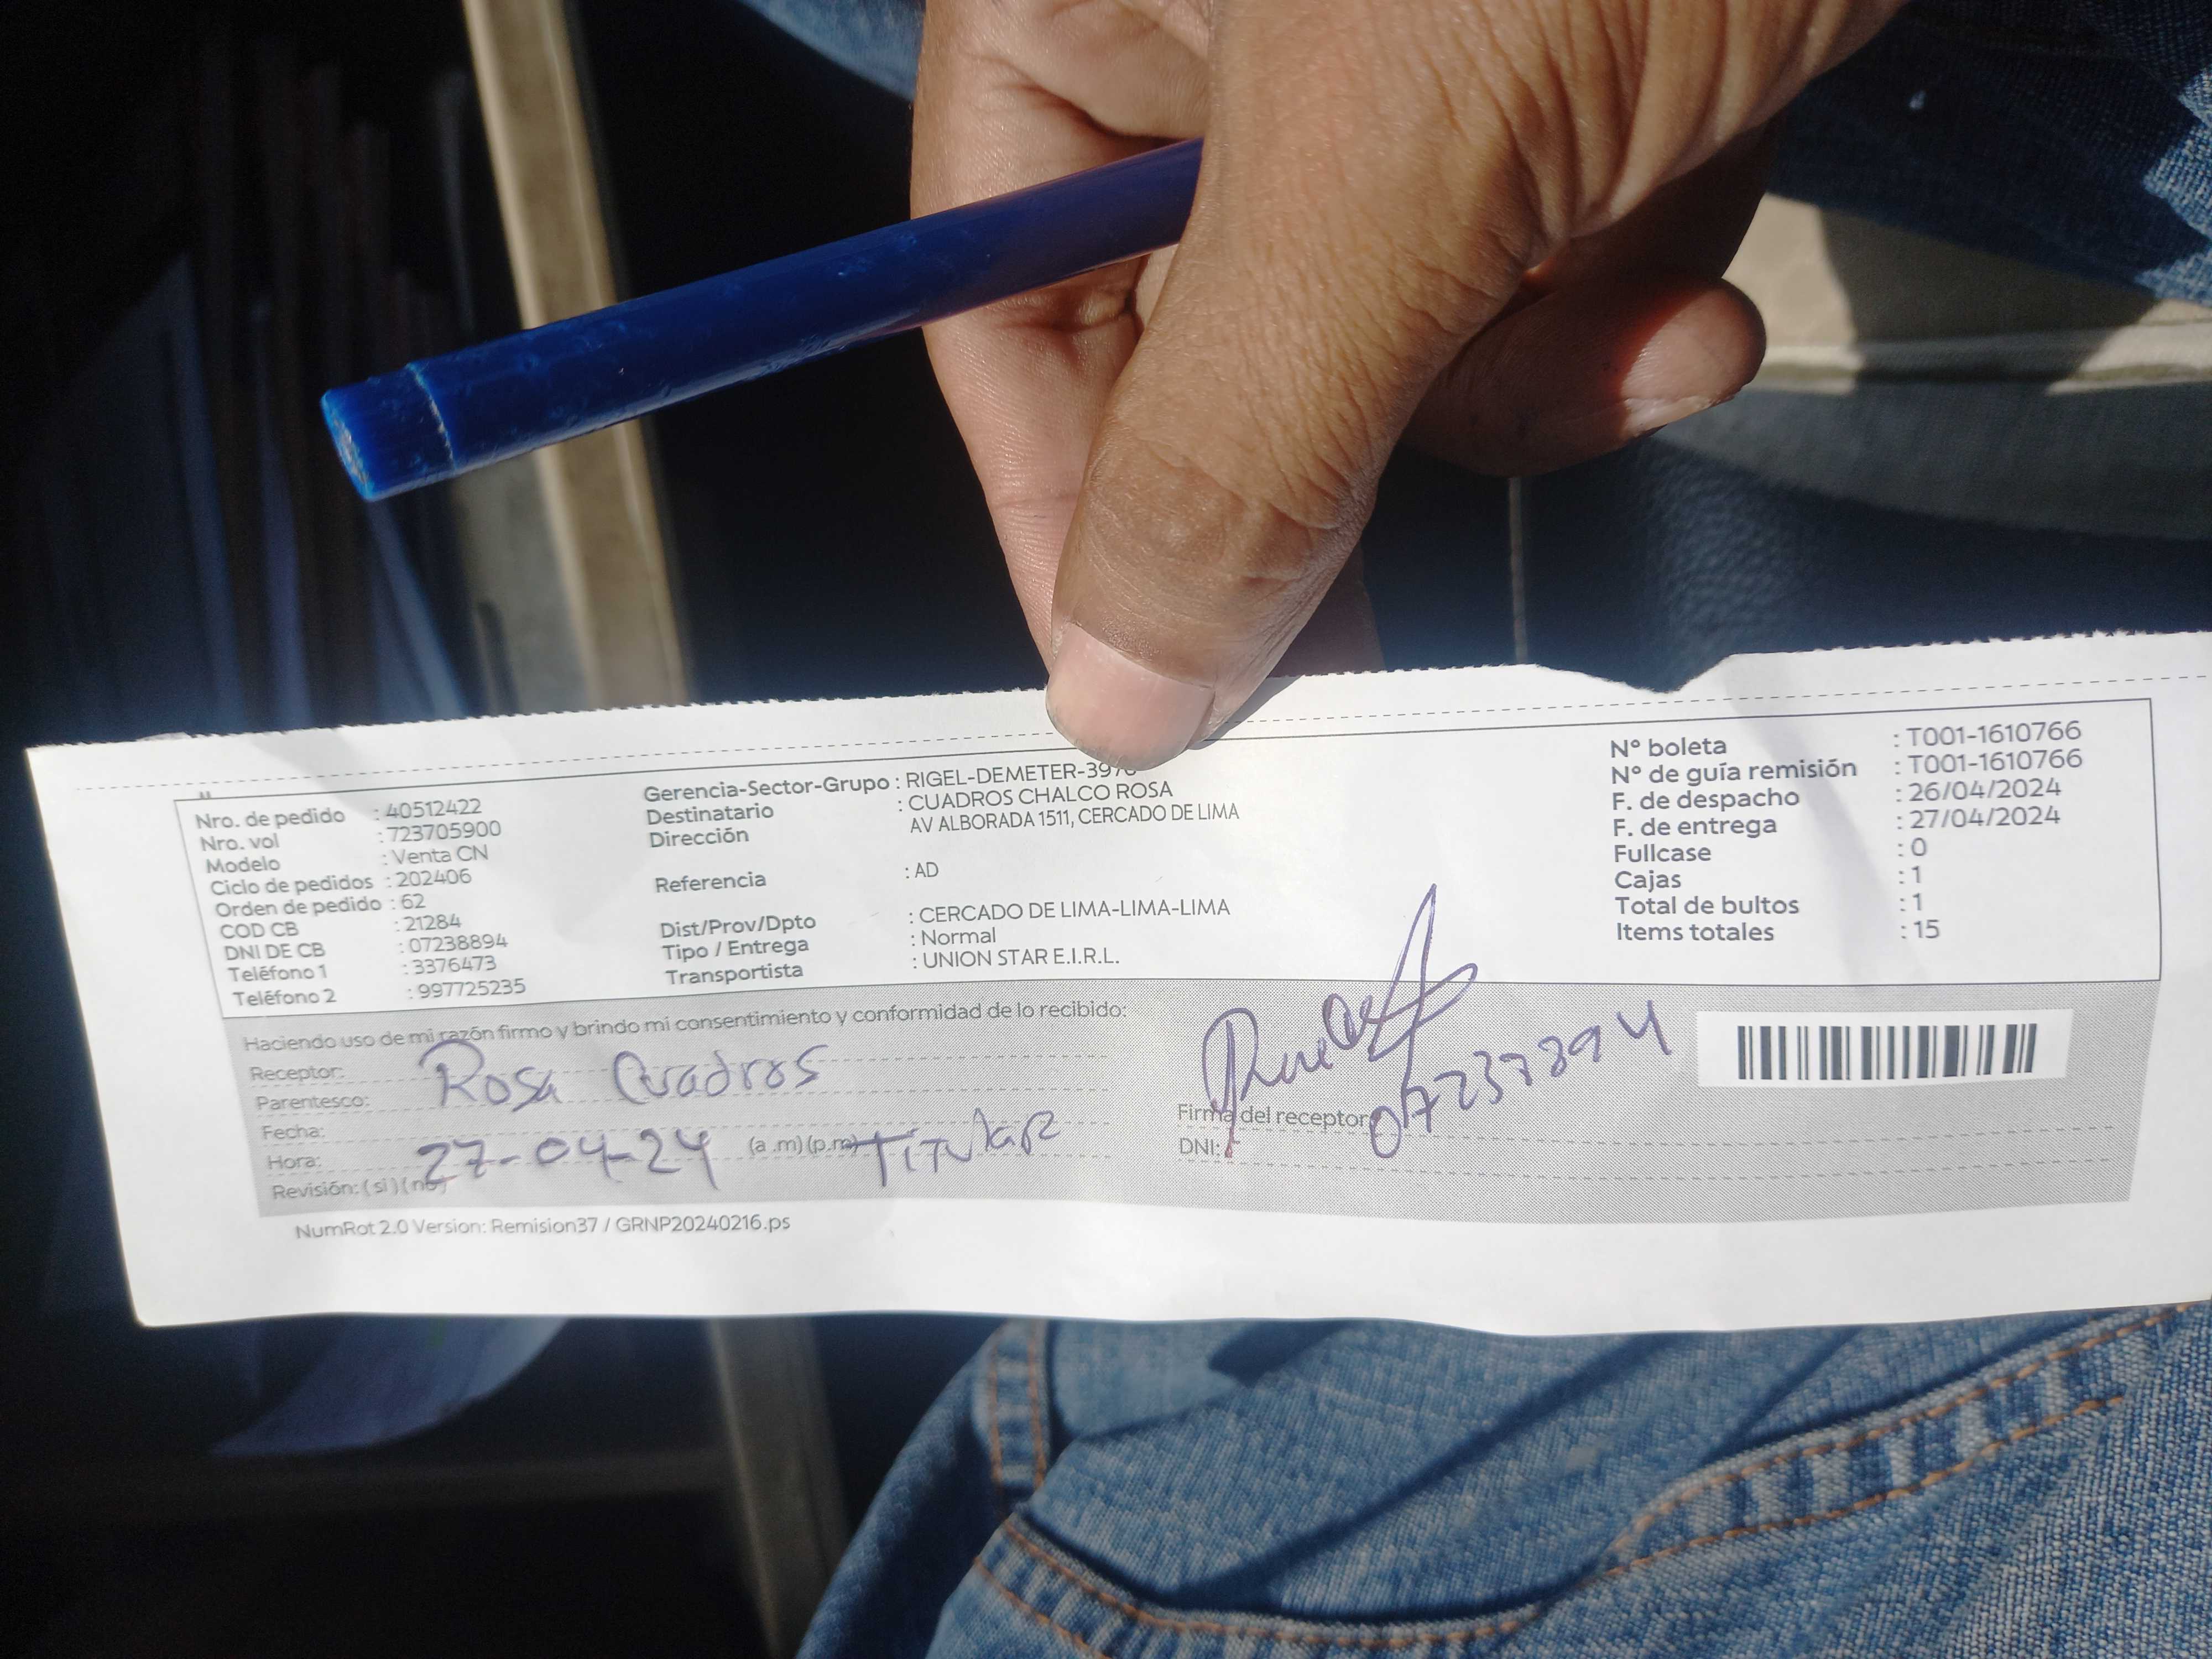 Nro. de pedido : 40512422
Nro. vol : 723705900
Modelo : Venta CN
Ciclo de pedidos : 202406
Orden de pedido : 62
COD CB : 21284
DNI DE CB : 07238894
Teléfono 1 : 3376473
Teléfono 2 : 997725235
Gerencia-Sector-Grupo : RIGEL-DEMETER-397
Destinatario : CUADROS CHALCO ROSA
Dirección AV ALBORADA 1511, CERCADO DE LIMA
Referencia : AD
Dist/Prov/Dpto : CERCADO DE LIMA-LIMA-LIMA
Tipo / Entrega : Normal
Transportista : UNION STAR E.I.R.L.
N° boleta : T001-1610766
N° de guía remisión : T001-1610766
F. de despacho : 26/04/2024
F. de entrega : 27/04/2024
Fullcase : 0
Cajas : 1
Total de bultos : 1
Items totales : 15
Haciendo uso de mi razón firmo y brindo mi consentimiento y conformidad de lo recibido:
Receptor: Rosa Cuadros
Parentesco:
Fecha: 27-04-24 (a .m) (p.m) Titular
Hora:
Revisión: ( si ) ( no )
Firma del receptor
DNI:
NumRot 2.0 Version: Remision37 / GRNP20240216.ps